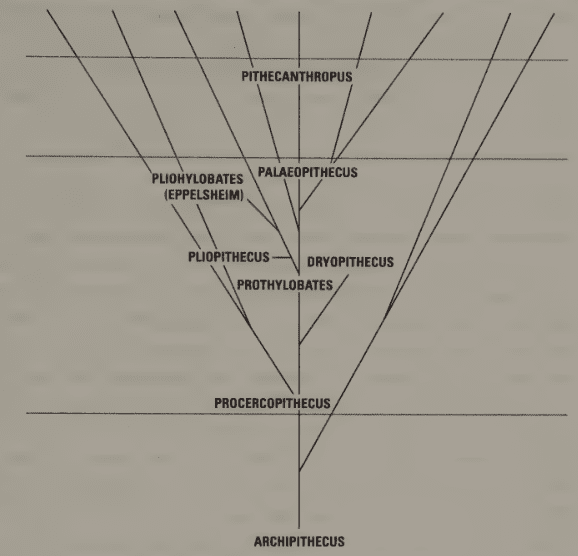 PITHECANTHROPUS
PALAEOPITHECUS
PLIOHYLOBATES
(EPPELSHEIM)
PLIOPITHECUS
DRYOPITHECUS
PROTHYLOBATES
PROCERCOPITHECUS
ARCHIPITHECUS